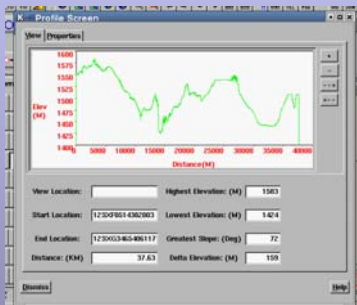 Profile Screen
View Properties
1600
1575
1550
1525
Elev 1500
(M) 1475
1450
1425
1400
0 5000 10000 15000 20000 25000 30000 35000 40000
Distance(M)
View Location: Highest Elevation: (M) 1583
Start Location: Lowest Elevation: (M) 1424
End Location: Greatest Slope: (Deg) 72
Distance: (KM) 37.63 Delta Elevation: (M) 159
Dismiss Help